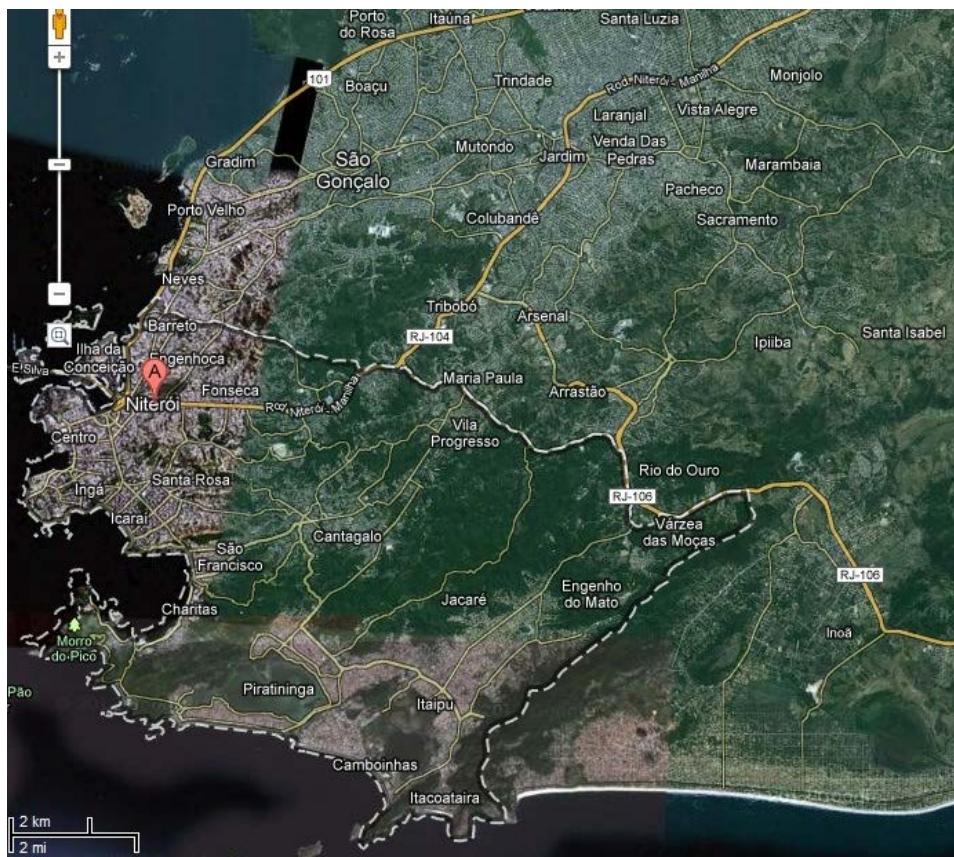 Porto
do Rosa
Itaúna
Santa Luzia
101
Boaçu
Trindade
Rod. Niterói - Manilha
Monjolo
Laranjal
Vista Alegre
Gradim
São
Gonçalo
Mutondo
Jardim
Venda Das
Pedras
Marambaia
Pacheco
Porto Velho
Colubandê
Sacramento
Neves
Tribobó
Arsenal
Barreto
RJ-104
Santa Isabel
Ilha da
Conceição
Engenhoca
Ipiiba
E Silva
A
Maria Paula
Niterói
Fonseca
Rod. Niterói - Manilha
Arrastão
Centro
Vila
Progresso
Rio do Ouro
Ingá
Santa Rosa
RJ-106
Icaraí
Várzea
das Moças
Cantagalo
São
Francisco
RJ-106
Engenho
do Mato
Jacaré
Charitas
Inoã
Morro
do Pico
Pão
Piratininga
Itaipu
Camboinhas
Itacoataira
2 km
2 mi